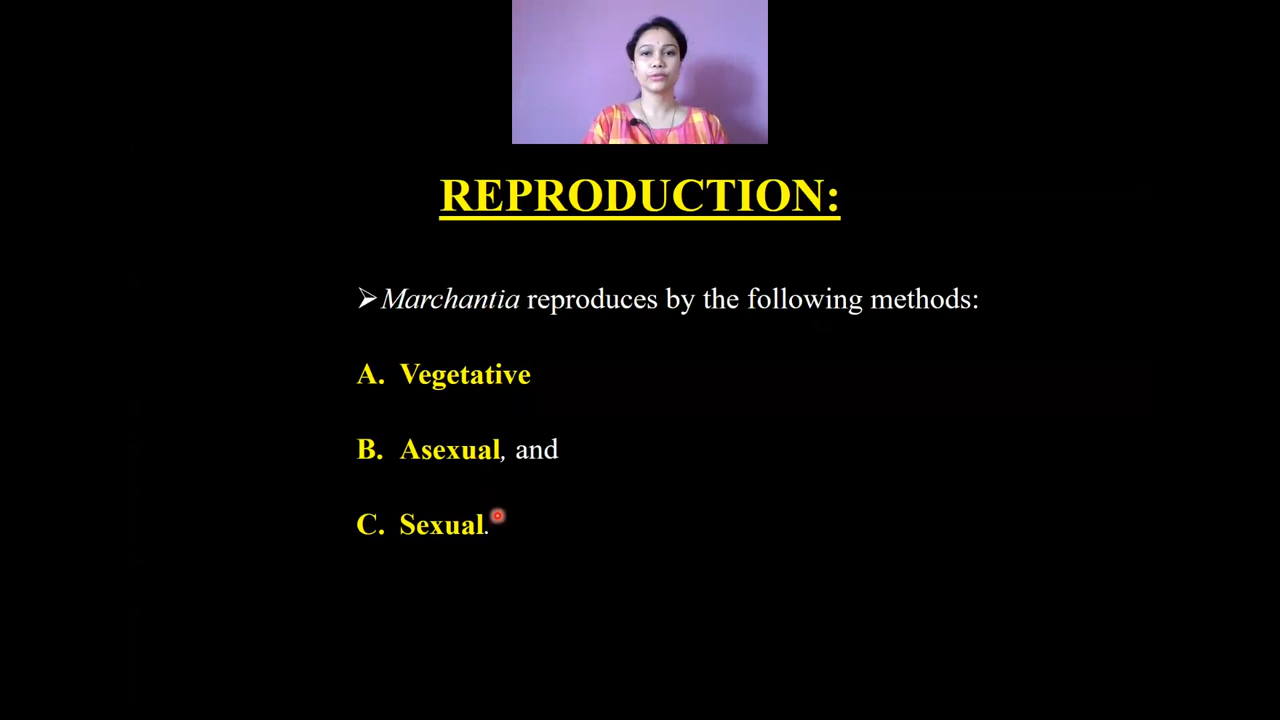 REPRODUCTION:
➢Marchantia reproduces by the following methods:
A. Vegetative
B. Asexual, and
C. Sexual.